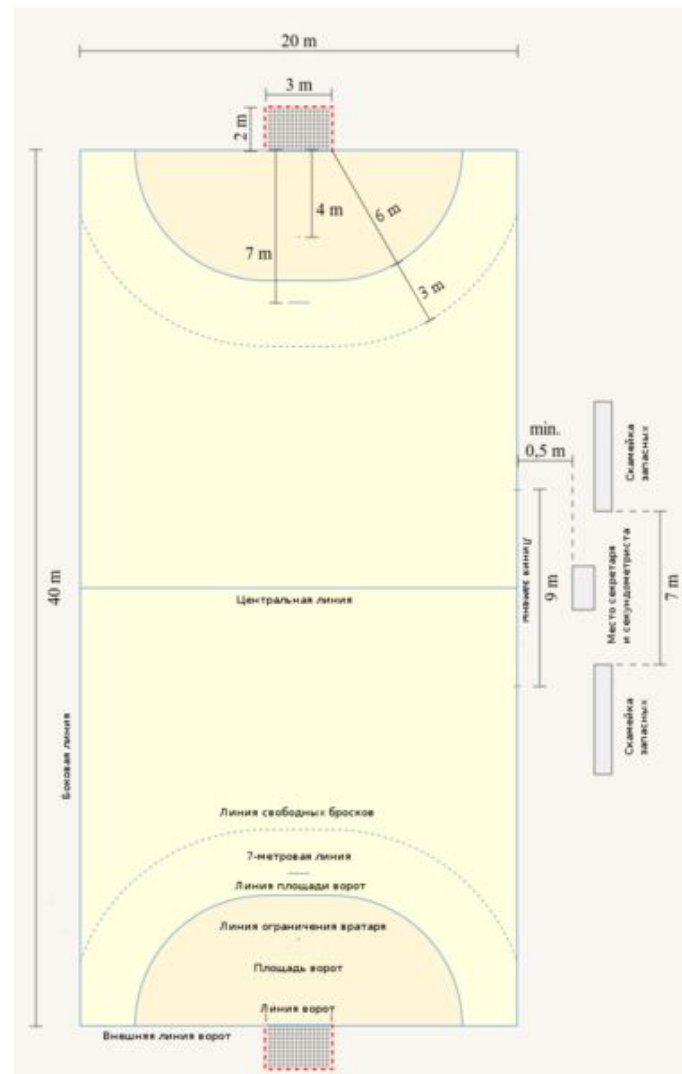 20 m
3 m
2 m
4 m
6 m
7 m
3 m
min.
0,5 m
Скамейка
запасных
Линия замены
9 m
Место секретаря
и секундометриста
7 m
40 m
Центральная линия
Скамейка
запасных
Боковая линия
Линия свободных бросков
7-метровая линия
Линия площади ворот
Линия ограничения вратаря
Площадь ворот
Линия ворот
Внешняя линия ворот